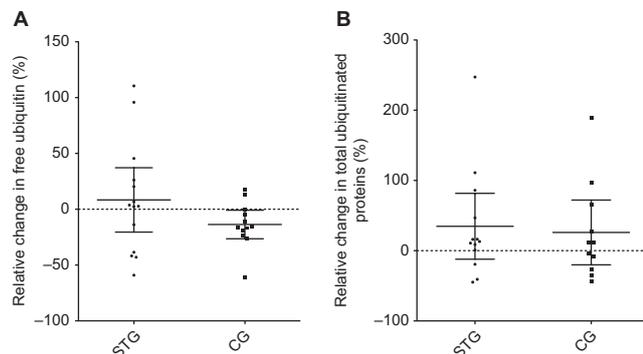 A
Relative change in free ubiquitin (%)
150
100
50
0
–50
–100
STG
CG
B
Relative change in total ubiquitinated
proteins (%)
300
200
100
0
–100
STG
CG